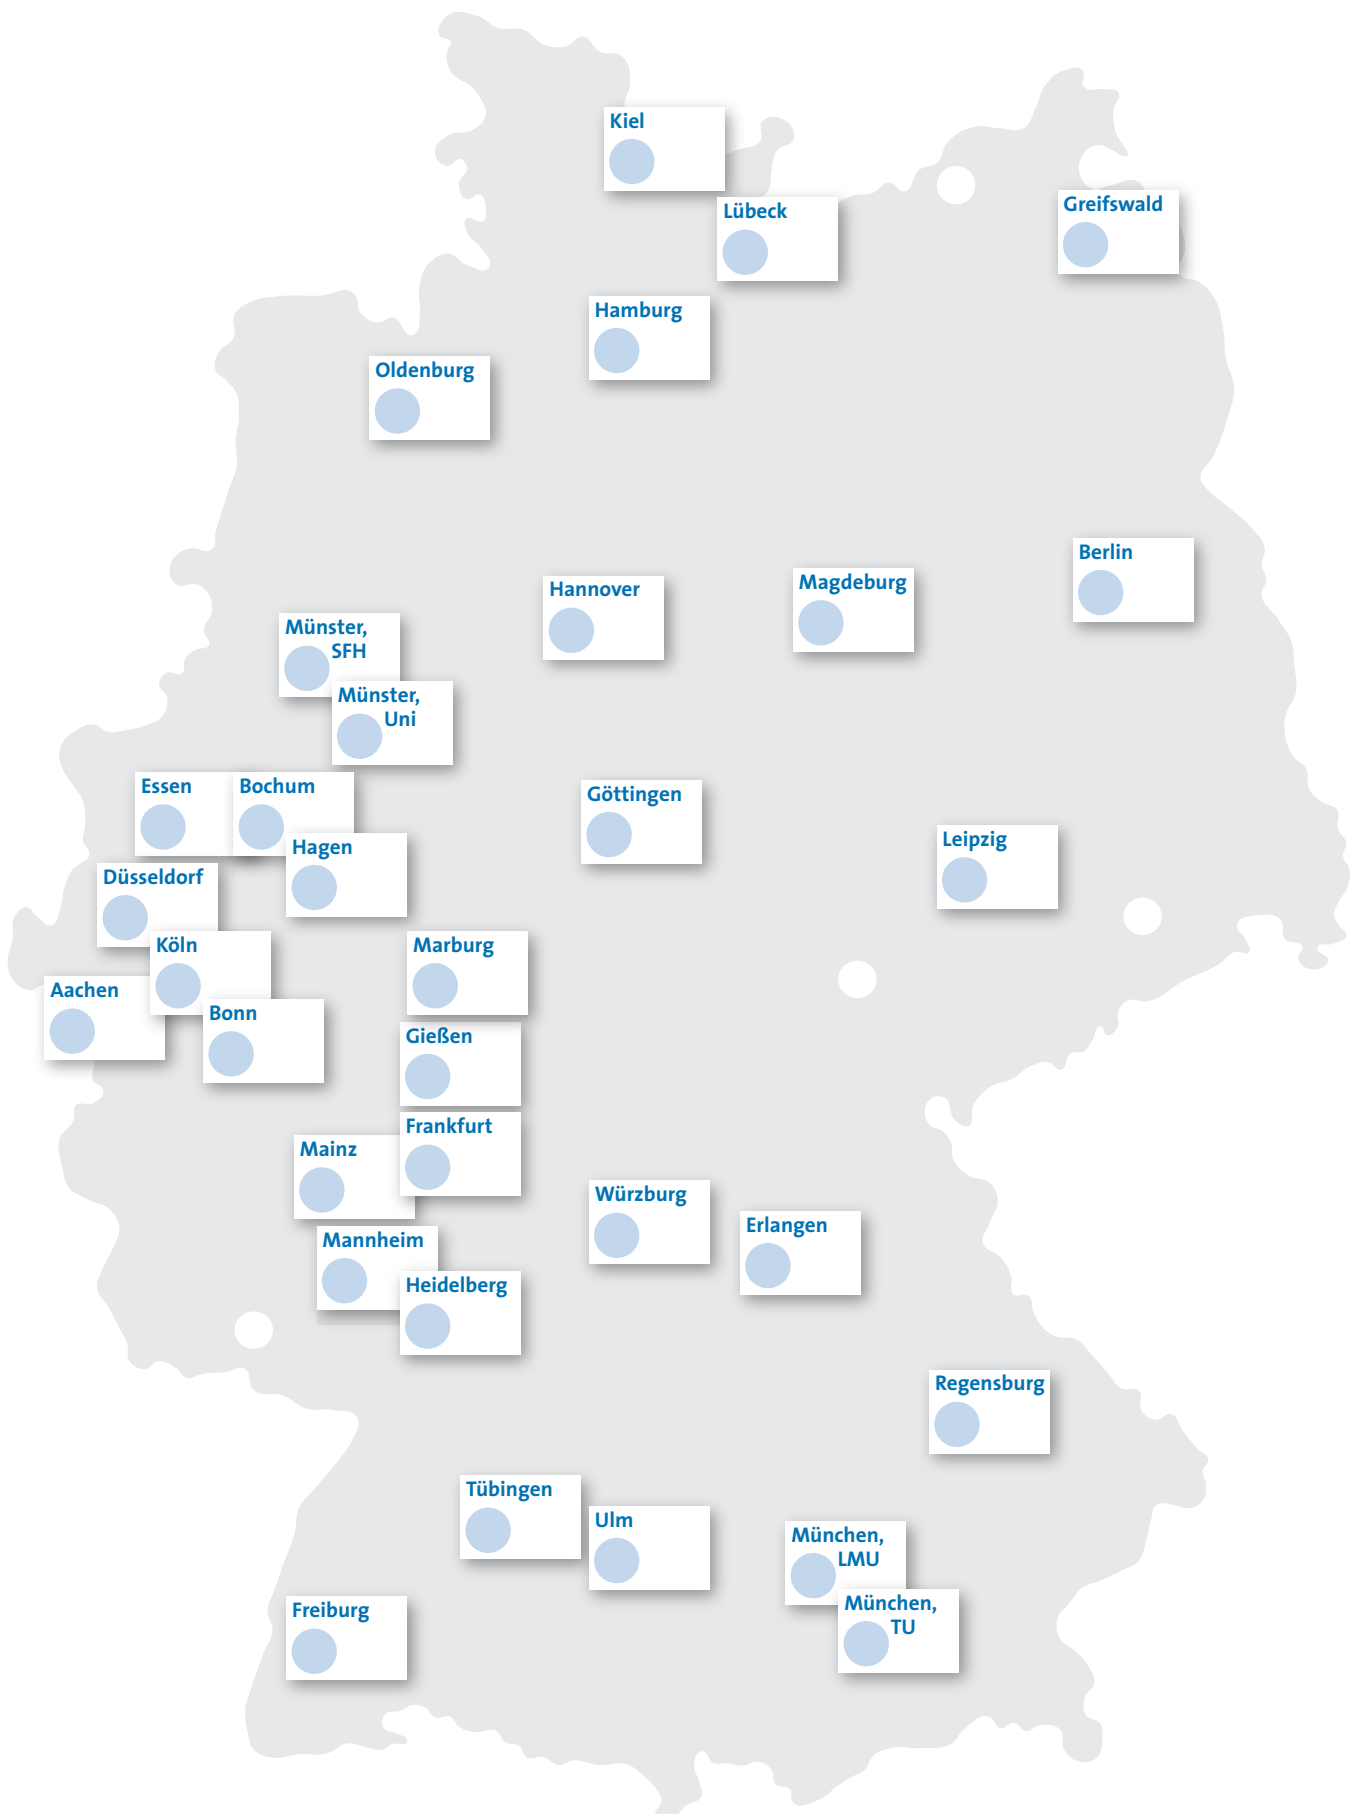 Kiel
Lübeck
Greifswald
Hamburg
Oldenburg
Berlin
Hannover
Magdeburg
Münster,
SFH
Münster,
Uni
Essen
Bochum
Göttingen
Hagen
Leipzig
Düsseldorf
Köln
Marburg
Aachen
Bonn
Gießen
Frankfurt
Mainz
Würzburg
Erlangen
Mannheim
Heidelberg
Regensburg
Tübingen
Ulm
München,
LMU
München,
TU
Freiburg